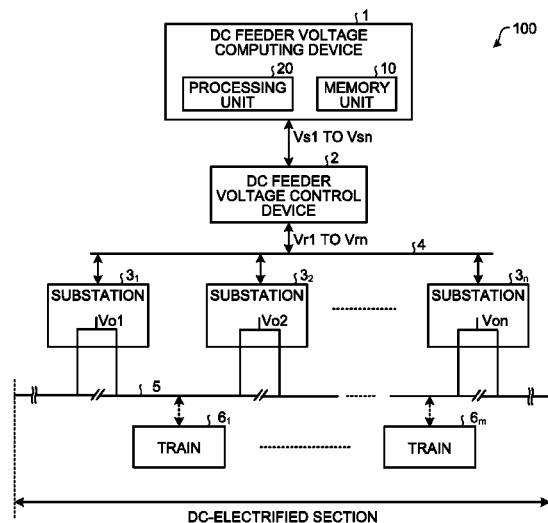 1
100
DC FEEDER VOLTAGE
COMPUTING DEVICE
20
10
PROCESSING
UNIT
MEMORY
UNIT
Vs1 TO Vsn
2
DC FEEDER
VOLTAGE CONTROL
DEVICE
Vr1 TO Vrn
4
3₁
3₂
3ₙ
SUBSTATION
SUBSTATION
SUBSTATION
Vo1
Vo2
Von
5
6₁
6ₘ
TRAIN
TRAIN
DC-ELECTRIFIED SECTION